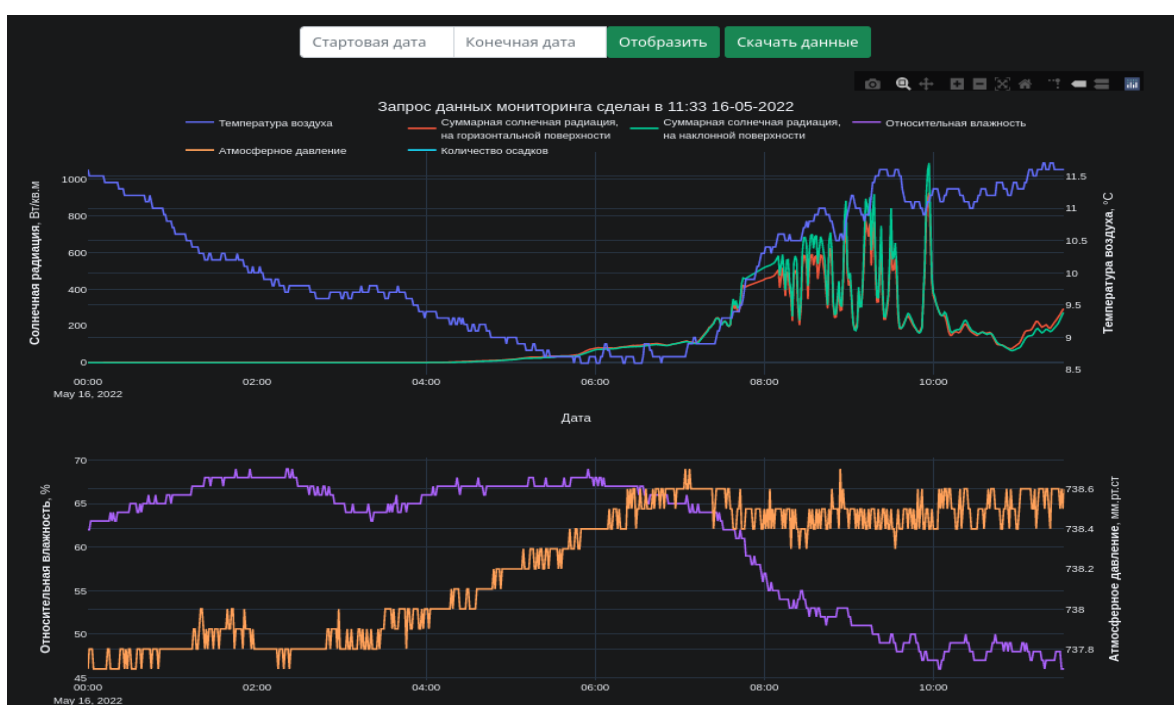 Стартовая дата Конечная дата Отобразить Скачать данные
Запрос данных мониторинга сделан в 11:33 16-05-2022
Температура воздуха
Суммарная солнечная радиация,
на горизонтальной поверхности
Суммарная солнечная радиация,
на наклонной поверхности
Относительная влажность
Атмосферное давление
Количество осадков
Солнечная радиация, Вт/кв.м
1000
800
600
400
200
0
11.5
11
10.5
10
9.5
9
8.5
Температура воздуха, °C
00:00 02:00 04:00 06:00 08:00 10:00
May 16, 2022
Дата
Относительная влажность, %
70
65
60
55
50
45
738.6
738.4
738.2
738
737.8
Атмосферное давление, мм.рт.ст
00:00 02:00 04:00 06:00 08:00 10:00
May 16, 2022